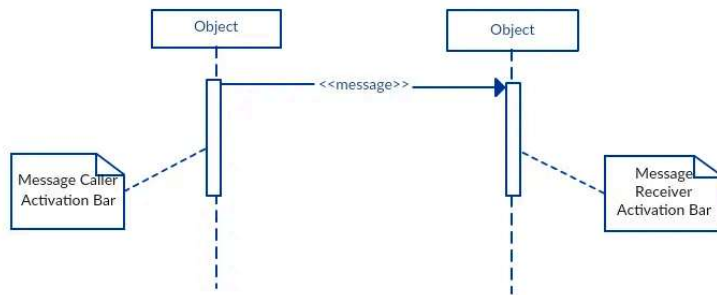 Object
Object
<<message>>
Message Caller
Activation Bar
Message
Receiver
Activation Bar